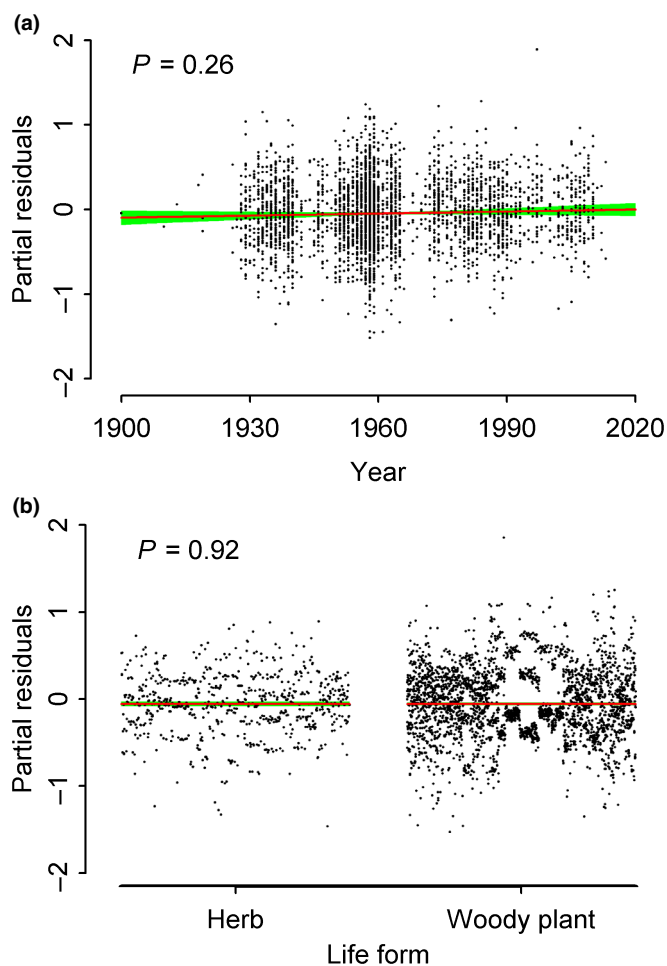 (a)
P = 0.26
2
1
0
−1
−2
Partial residuals
1900 1930 1960 1990 2020
Year
(b)
P = 0.92
2
1
0
−1
−2
Partial residuals
Herb Woody plant
Life form